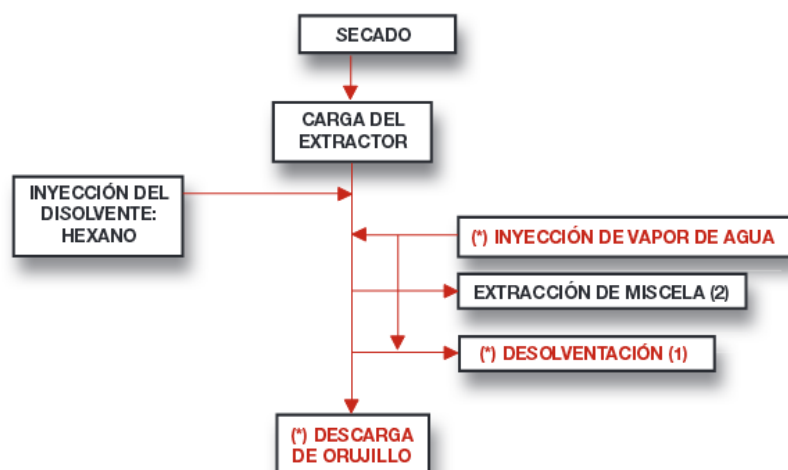 SECADO
CARGA DEL
EXTRACTOR
INYECCIÓN DEL
DISOLVENTE:
HEXANO
(*) INYECCIÓN DE VAPOR DE AGUA
EXTRACCIÓN DE MISCELA (2)
(*) DESOLVENTACIÓN (1)
(*) DESCARGA
DE ORUJILLO